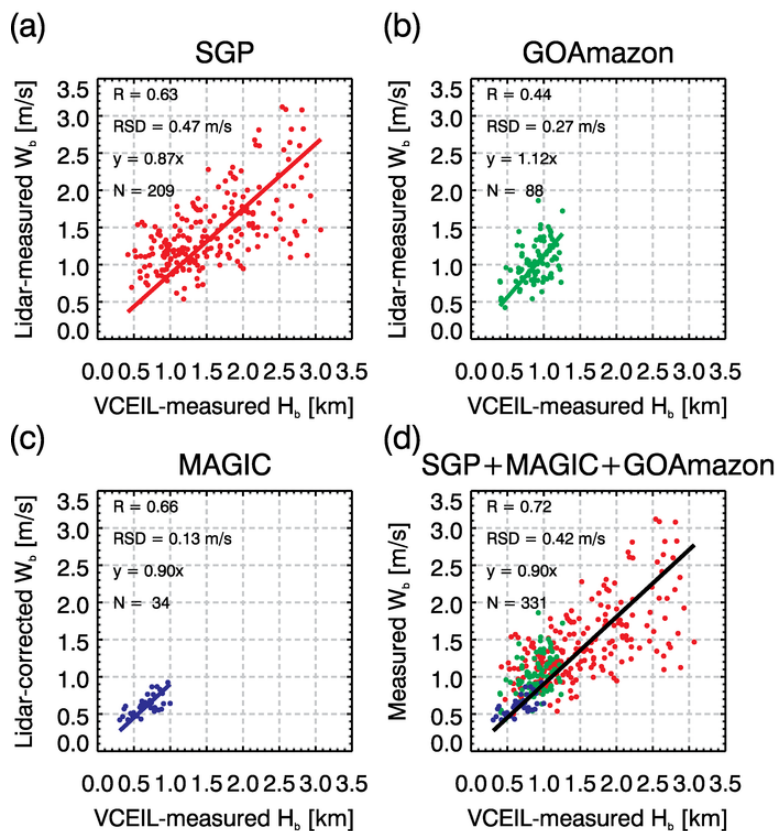 (a)
SGP
Lidar-measured W_b [m/s]
3.5
3.0
2.5
2.0
1.5
1.0
0.5
0.0
R = 0.63
RSD = 0.47 m/s
y = 0.87x
N = 209
0.0 0.5 1.0 1.5 2.0 2.5 3.0 3.5
VCEIL-measured H_b [km]
(b)
GOAmazon
Lidar-measured W_b [m/s]
3.5
3.0
2.5
2.0
1.5
1.0
0.5
0.0
R = 0.44
RSD = 0.27 m/s
y = 1.12x
N = 88
0.0 0.5 1.0 1.5 2.0 2.5 3.0 3.5
VCEIL-measured H_b [km]
(c)
MAGIC
Lidar-corrected W_b [m/s]
3.5
3.0
2.5
2.0
1.5
1.0
0.5
0.0
R = 0.66
RSD = 0.13 m/s
y = 0.90x
N = 34
0.0 0.5 1.0 1.5 2.0 2.5 3.0 3.5
VCEIL-measured H_b [km]
(d)
SGP+MAGIC+GOAmazon
Measured W_b [m/s]
3.5
3.0
2.5
2.0
1.5
1.0
0.5
0.0
R = 0.72
RSD = 0.42 m/s
y = 0.90x
N = 331
0.0 0.5 1.0 1.5 2.0 2.5 3.0 3.5
VCEIL-measured H_b [km]